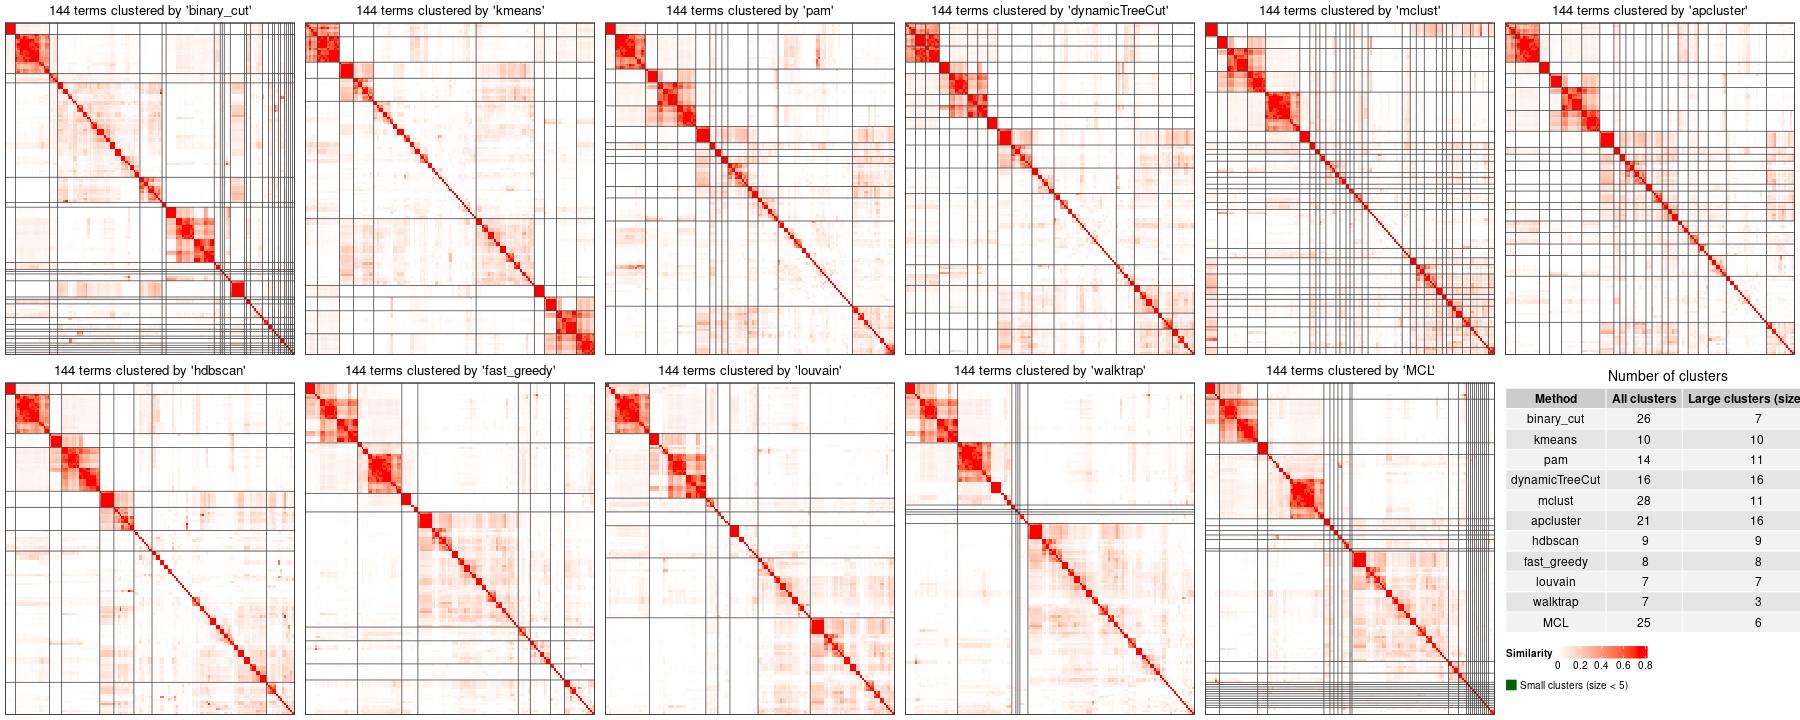 144 terms clustered by 'binary_cut'
144 terms clustered by 'kmeans'
144 terms clustered by 'pam'
144 terms clustered by 'dynamicTreeCut'
144 terms clustered by 'mclust'
144 terms clustered by 'apcluster'
144 terms clustered by 'hdbscan'
144 terms clustered by 'fast_greedy'
144 terms clustered by 'louvain'
144 terms clustered by 'walktrap'
144 terms clustered by 'MCL'
Number of clusters
Method All clusters Large clusters (size
binary_cut 26 7
kmeans 10 10
pam 14 11
dynamicTreeCut 16 16
mclust 28 11
apcluster 21 16
hdbscan 9 9
fast_greedy 8 8
louvain 7 7
walktrap 7 3
MCL 25 6
Similarity
0 0.2 0.4 0.6 0.8
Small clusters (size < 5)